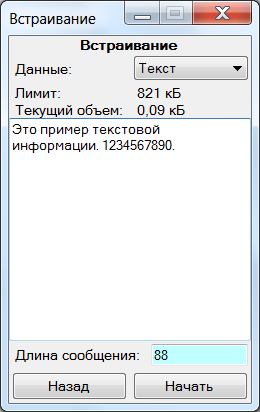 Встраивание
Встраивание
Данные: Текст
Лимит: 821 кБ
Текущий объем: 0,09 кБ
Это пример текстовой
информации. 1234567890.
Длина сообщения: 88
Назад Начать